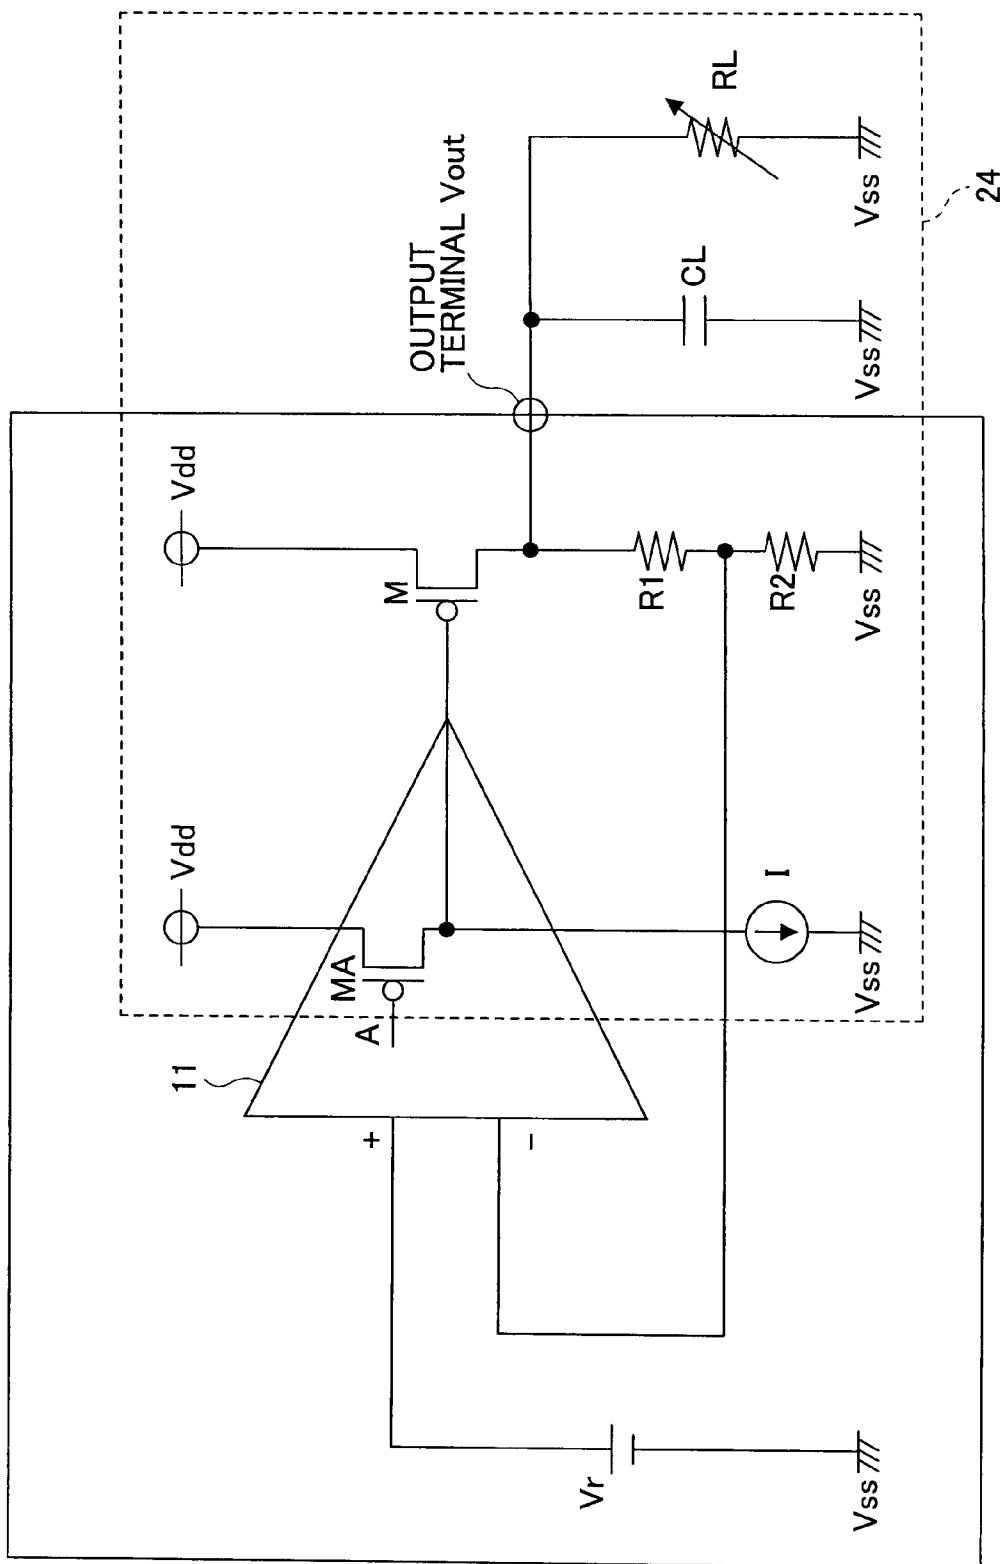 Vr
Vss
11
+
-
A
MA
Vdd
I
Vss
Vdd
M
R1
R2
Vss
OUTPUT
TERMINAL Vout
CL
Vss
RL
Vss
24